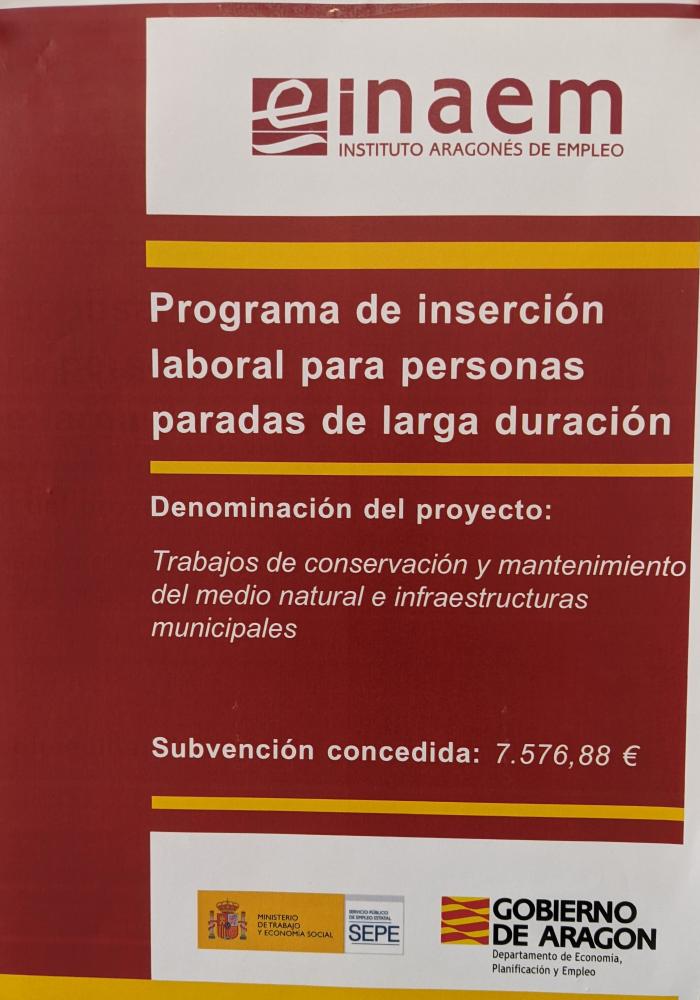 einaem
INSTITUTO ARAGONÉS DE EMPLEO
Programa de inserción
laboral para personas
paradas de larga duración
Denominación del proyecto:
Trabajos de conservación y mantenimiento
del medio natural e infraestructuras
municipales
Subvención concedida: 7.576,88 €
MINISTERIO
DE TRABAJO
Y ECONOMÍA SOCIAL
SERVICIO PÚBLICO
DE EMPLEO ESTATAL
SEPE
GOBIERNO
DE ARAGON
Departamento de Economía,
Planificación y Empleo